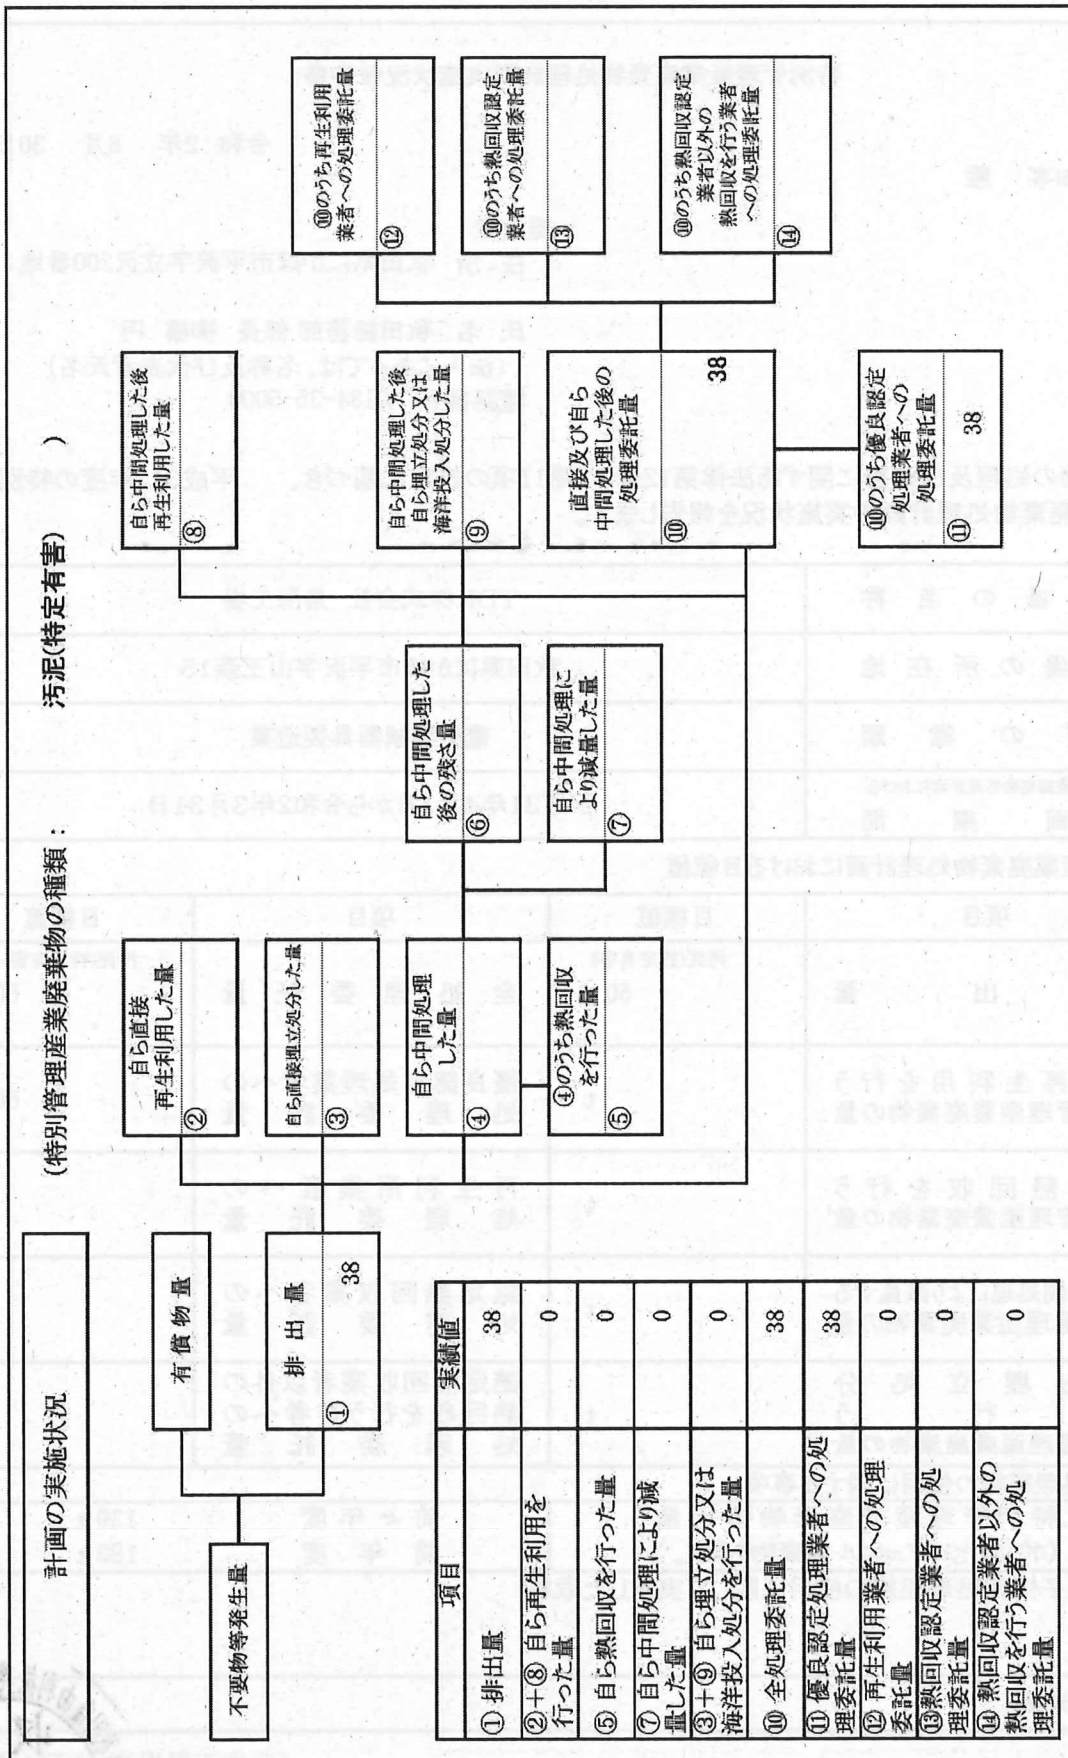 計画の実施状況
(特別管理産業廃棄物の種類： 汚泥(特定有害) )
不要物等発生量
有償物量
排出量
① 38
自ら直接
再生利用した量
②
自ら直接埋立処分した量
③
自ら中間処理
した量
④
④のうち熱回収
を行った量
⑤
自ら中間処理した
後の残さ量
⑥
自ら中間処理に
より減量した量
⑦
自ら中間処理した後
再生利用した量
⑧
自ら中間処理した後
自ら埋立処分又は
海洋投入処分した量
⑨
直接及び自ら
中間処理した後の
処理委託量
⑩ 38
⑩のうち優良認定
処理業者への
処理委託量
⑪ 38
⑩のうち再生利用
業者への処理委託量
⑫
⑩のうち熱回収認定
業者への処理委託量
⑬
⑩のうち熱回収認定
業者以外の
熱回収を行う業者
への処理委託量
⑭
項目 実績値
① 排出量 38
②＋⑧ 自ら再生利用を
行った量 0
⑤ 自ら熱回収を行った量 0
⑦ 自ら中間処理により減
量した量 0
③＋⑨ 自ら埋立処分又は
海洋投入処分を行った量 0
⑩ 全処理委託量 38
⑪ 優良認定処理業者への処
理委託量 38
⑫ 再生利用業者への処理
委託量 0
⑬熱回収認定業者への処
理委託量 0
⑭ 熱回収認定業者以外の
熱回収を行う業者への処
理委託量 0